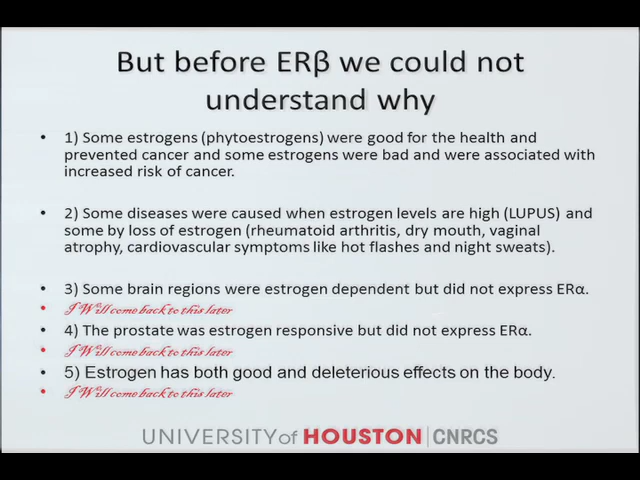 But before ERβ we could not
understand why
• 1) Some estrogens (phytoestrogens) were good for the health and
prevented cancer and some estrogens were bad and were associated with
increased risk of cancer.
• 2) Some diseases were caused when estrogen levels are high (LUPUS) and
some by loss of estrogen (rheumatoid arthritis, dry mouth, vaginal
atrophy, cardiovascular symptoms like hot flashes and night sweats).
• 3) Some brain regions were estrogen dependent but did not express ERα.
• I Will come back to this later
• 4) The prostate was estrogen responsive but did not express ERα.
• I Will come back to this later
• 5) Estrogen has both good and deleterious effects on the body.
• I Will come back to this later
UNIVERSITY of HOUSTON | CNRCS